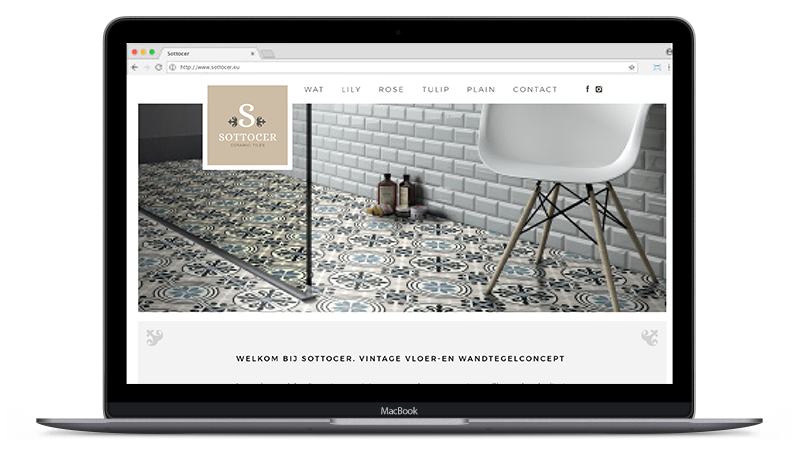 Sottocer
http://www.sottocer.eu
WAT LILY ROSE TULIP PLAIN CONTACT
S
SOTTOCER
CERAMIC TILES
WELKOM BIJ SOTTOCER. VINTAGE VLOER-EN WANDTEGELCONCEPT
MacBook